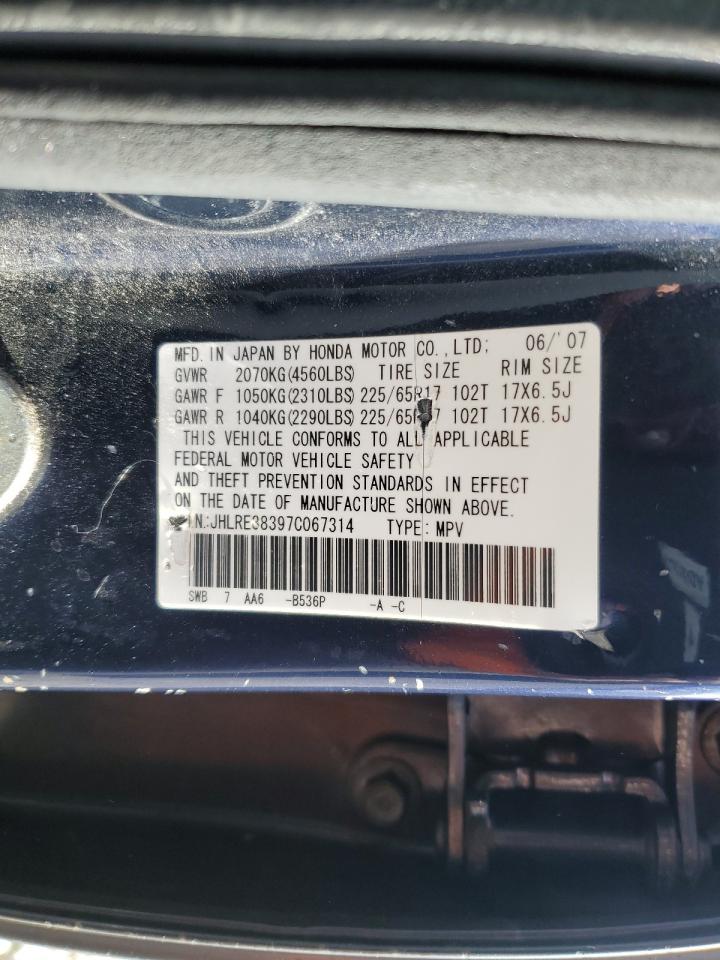 MFD. IN JAPAN BY HONDA MOTOR CO.,LTD; 06/'07
GVWR 2070KG(4560LBS) TIRE SIZE RIM SIZE
GAWR F 1050KG(2310LBS) 225/65R17 102T 17X6.5J
GAWR R 1040KG(2290LBS) 102T 17X6.5J
THIS VEHICLE CONFORMS TO ALL APPLICABLE
FEDERAL MOTOR VEHICLE SAFETY
AND THEFT PREVENTION STANDARDS IN EFFECT
ON THE DATE OF MANUFACTURE SHOWN ABOVE.
JHLRE38397C067314 TYPE: MPV
SWB 7 AA6 -B536P -A -C